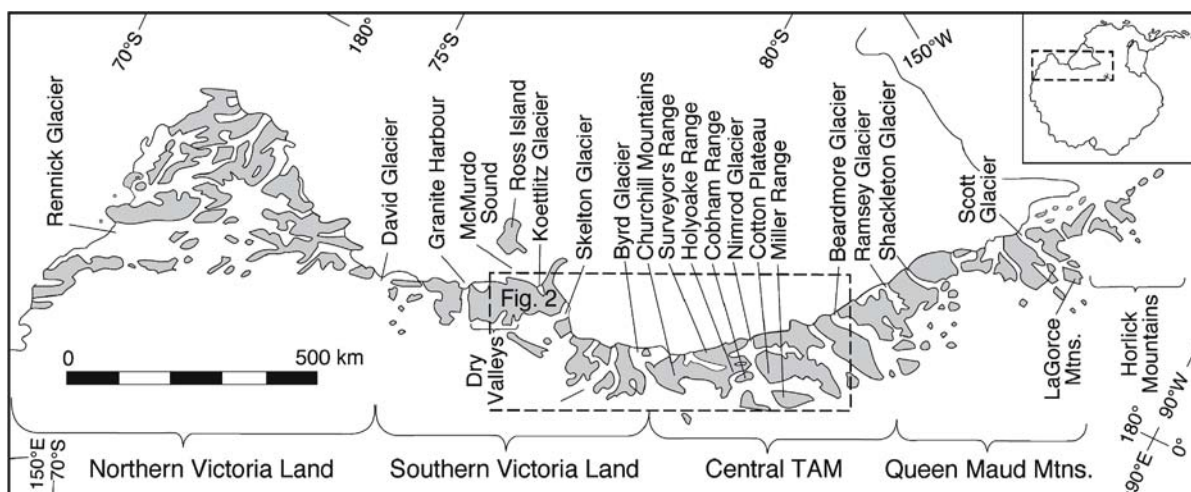 70°S
180°
75°S
80°S
150°W
Rennick Glacier
David Glacier
Granite Harbour
McMurdo
Sound
Ross Island
Koettlitz Glacier
Skelton Glacier
Byrd Glacier
Churchill Mountains
Surveyors Range
Holyoake Range
Cobham Range
Nimrod Glacier
Cotton Plateau
Miller Range
Beardmore Glacier
Ramsey Glacier
Shackleton Glacier
Scott
Glacier
Fig. 2
Dry
Valleys
0 500 km
LaGorce
Mtns.
Horlick
Mountains
150°E
70°S
Northern Victoria Land
Southern Victoria Land
Central TAM
Queen Maud Mtns.
180°
90°W
90°E
0°